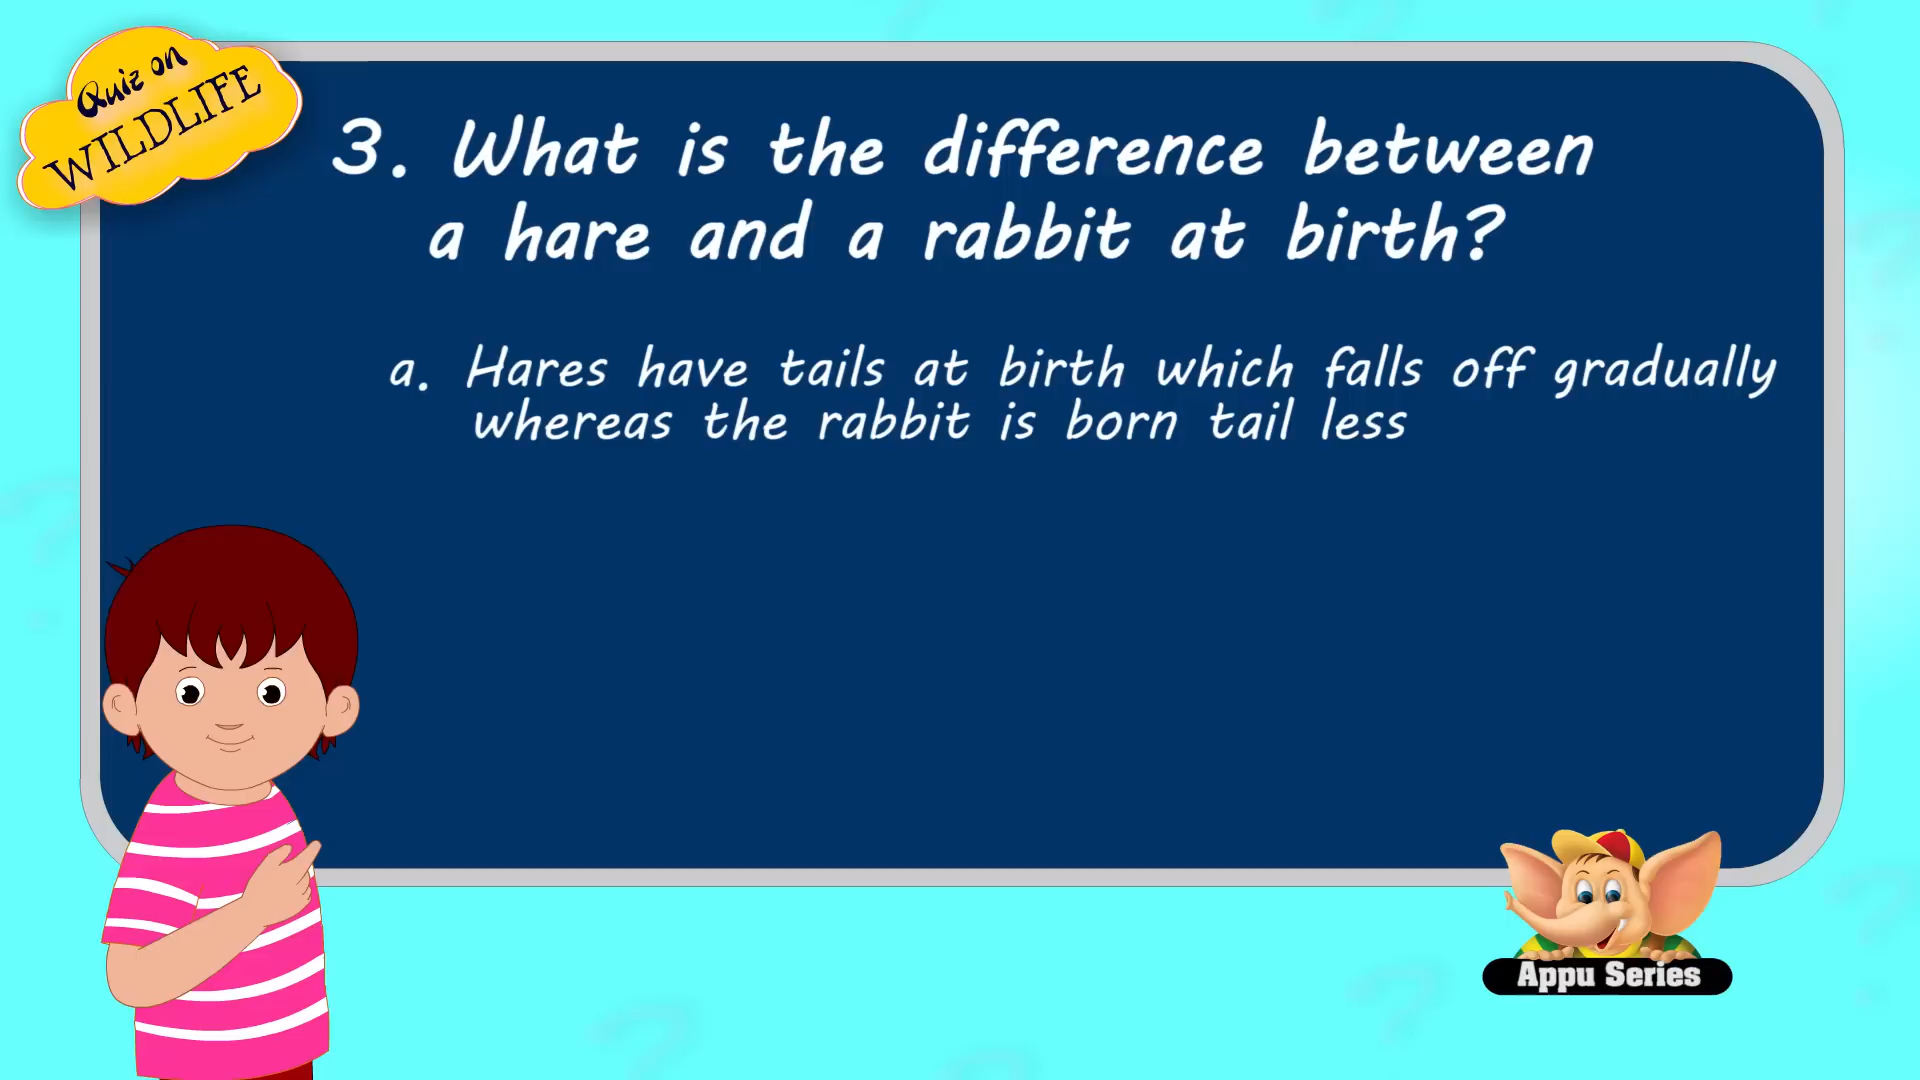 Quiz on
WILDLIFE
3. What is the difference between
a hare and a rabbit at birth?
a. Hares have tails at birth which falls off gradually
whereas the rabbit is born tail less
Appu Series